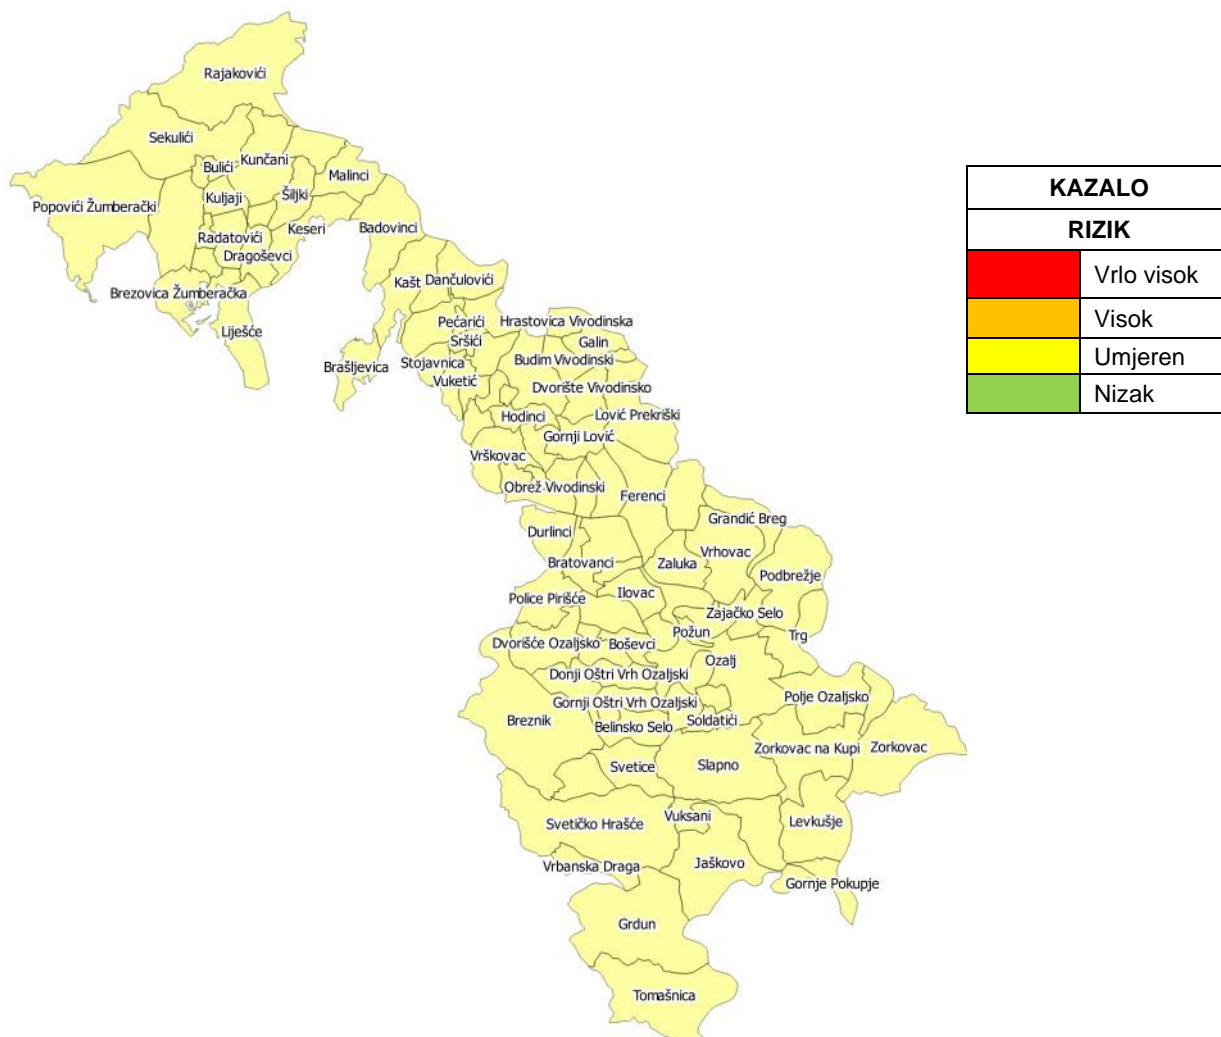 Rajakovići
Sekulići
Bulići
Kunčani
Malinci
Popovići Žumberački
Kuljaji
Šiljki
Radatovići
Keseri
Badovinci
Dragoševci
Brezovica Žumberačka
Kašt
Dančulovići
Liješće
Pećarići
Hrastovica Vivodinska
Sršići
Galin
Brašljevica
Stojavnica
Budim Vivodinski
Vuketić
Dvorište Vivodinsko
Hodinci
Lović Prekriški
Gornji Lović
Vrškovac
Obrež Vivodinski
Ferenci
Durlinci
Grandić Breg
Bratovanci
Zaluka
Vrhovac
Podbrežje
Police Pirišće
Ilovac
Zajačko Selo
Dvorišće Ozaljsko
Boševci
Požun
Trg
Donji Oštri Vrh Ozaljski
Ozalj
Gornji Oštri Vrh Ozaljski
Polje Ozaljsko
Breznik
Belinsko Selo
Soldatići
Zorkovac na Kupi
Zorkovac
Svetice
Slapno
Svetičko Hrašće
Vuksani
Levkušje
Vrbanska Draga
Jaškovo
Gornje Pokupje
Grdun
Tomašnica
KAZALO
RIZIK
Vrlo visok
Visok
Umjeren
Nizak